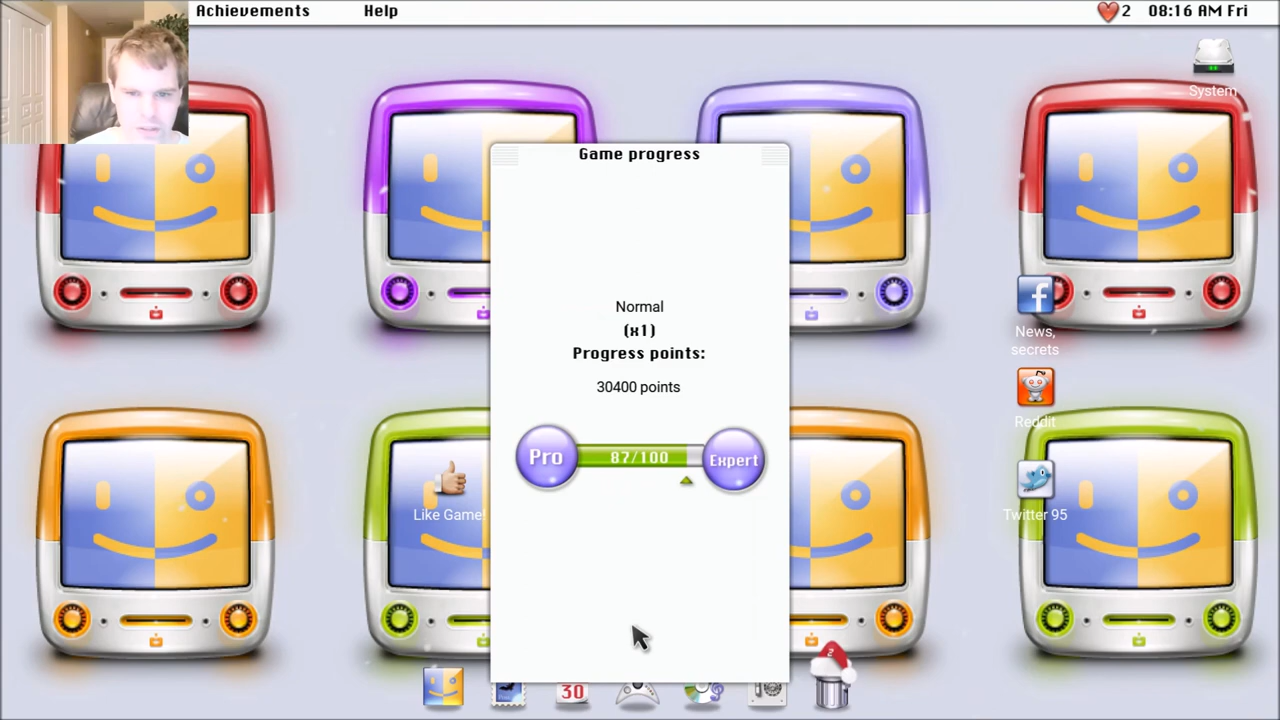 Achievements
Help
2
08:16 AM Fri
System
Game progress
Normal
(x1)
Progress points:
30400 points
Pro
87/100
Expert
News,
secrets
Reddit
Like Game!
Twitter 95
2
30